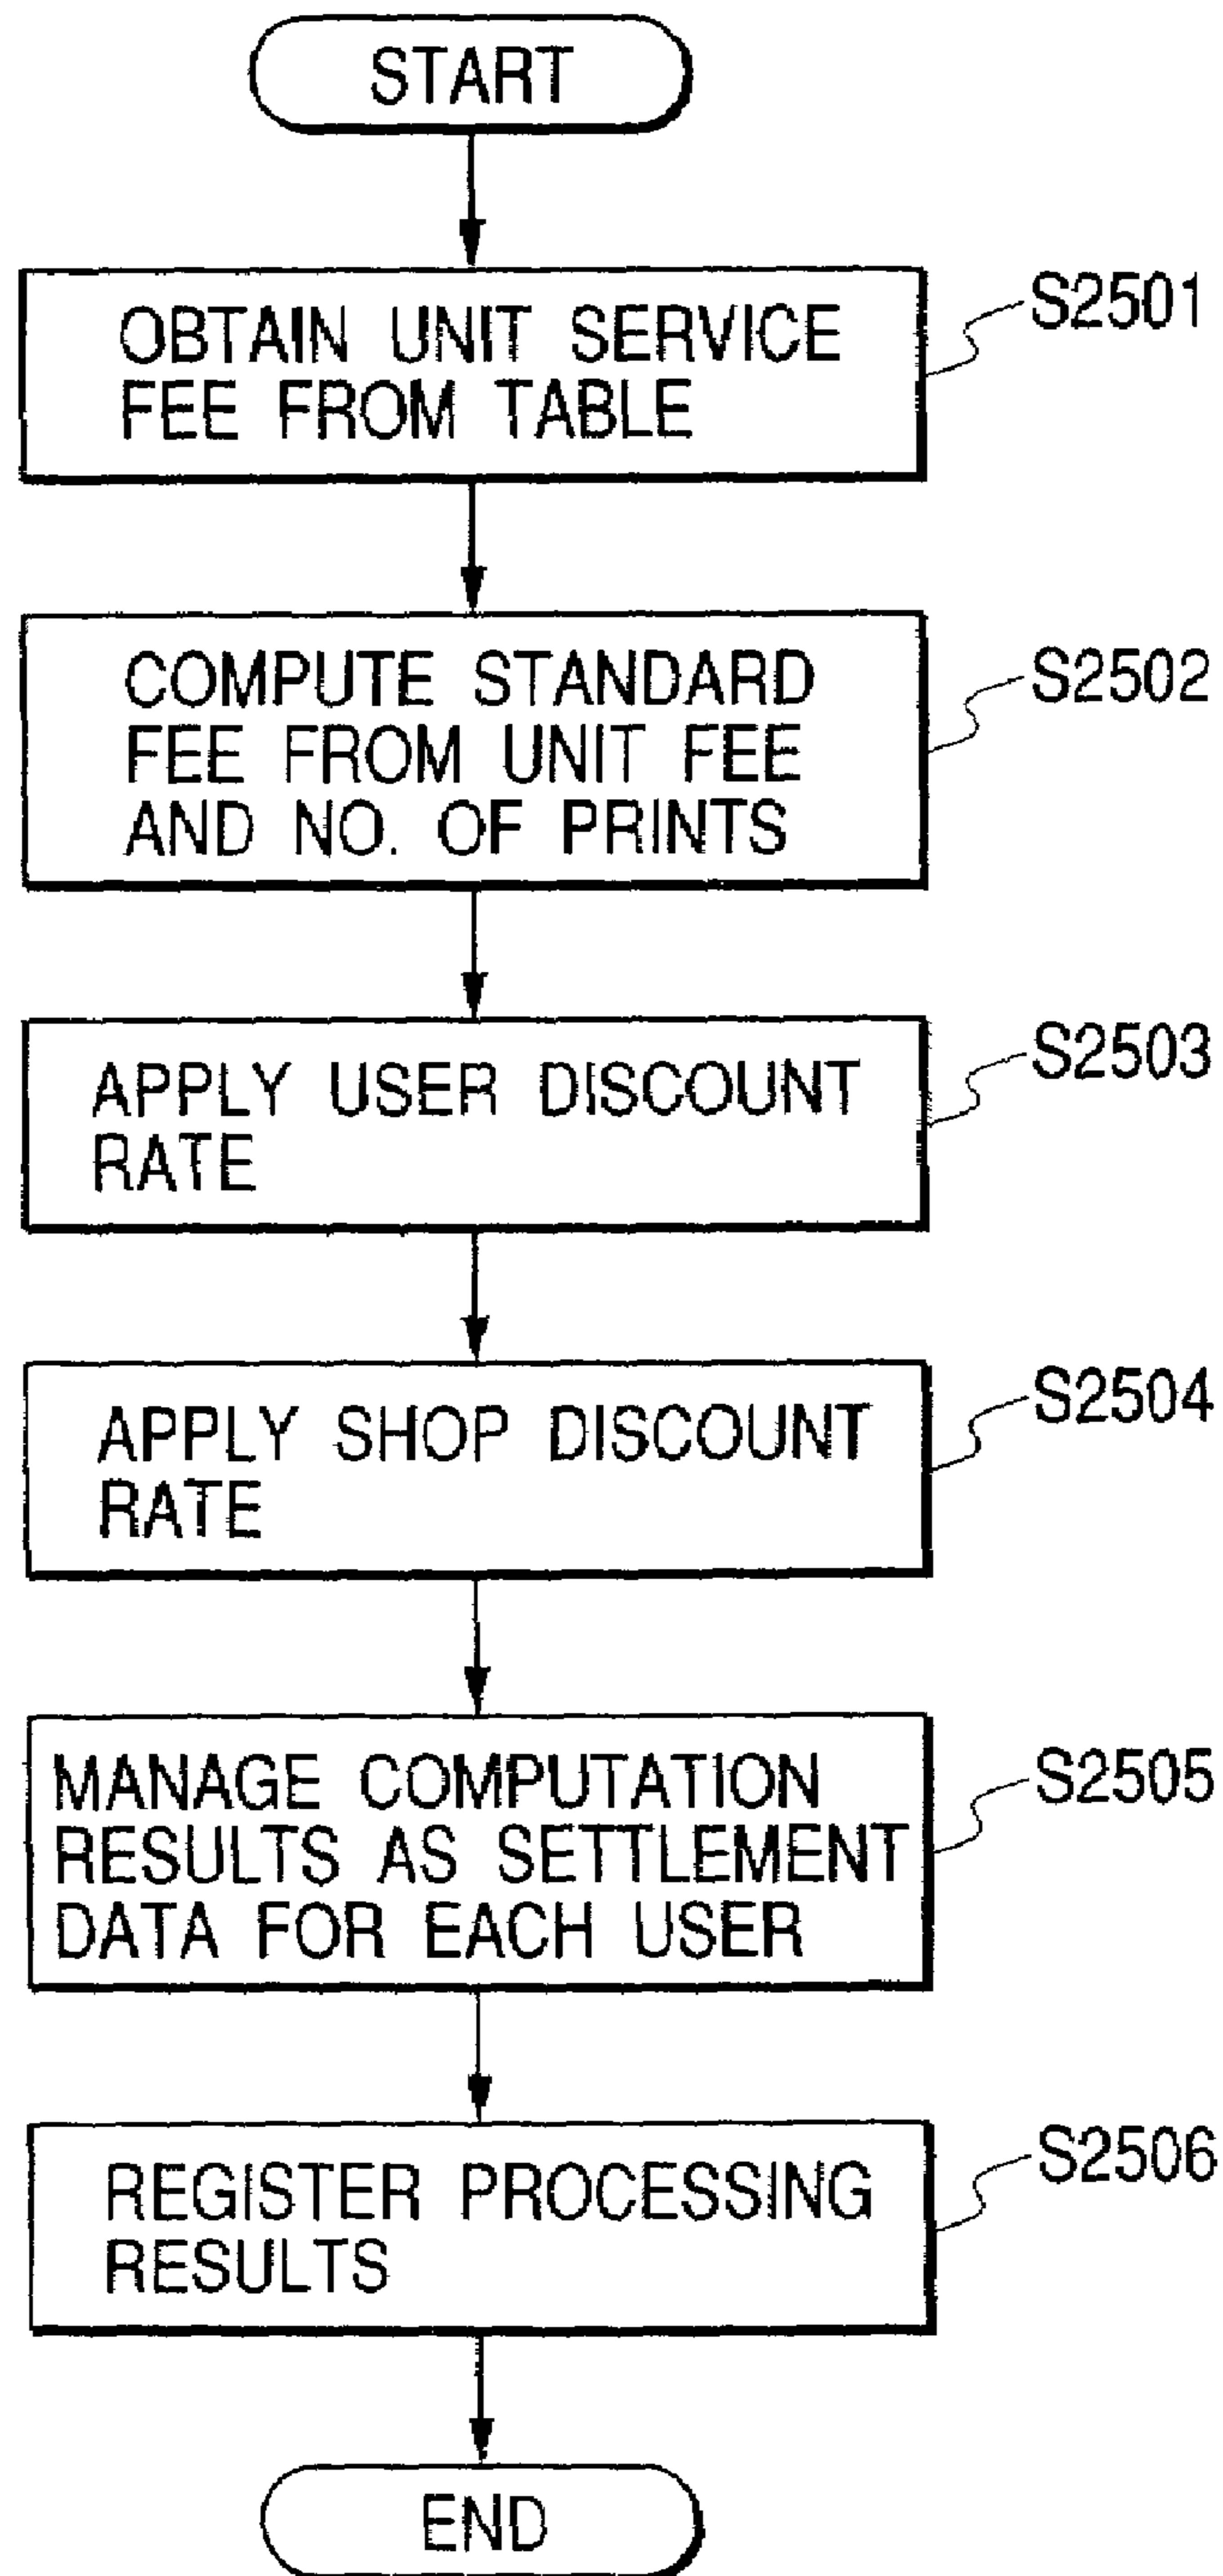 START
OBTAIN UNIT SERVICE
FEE FROM TABLE
S2501
COMPUTE STANDARD
FEE FROM UNIT FEE
AND NO. OF PRINTS
S2502
APPLY USER DISCOUNT
RATE
S2503
APPLY SHOP DISCOUNT
RATE
S2504
MANAGE COMPUTATION
RESULTS AS SETTLEMENT
DATA FOR EACH USER
S2505
REGISTER PROCESSING
RESULTS
S2506
END